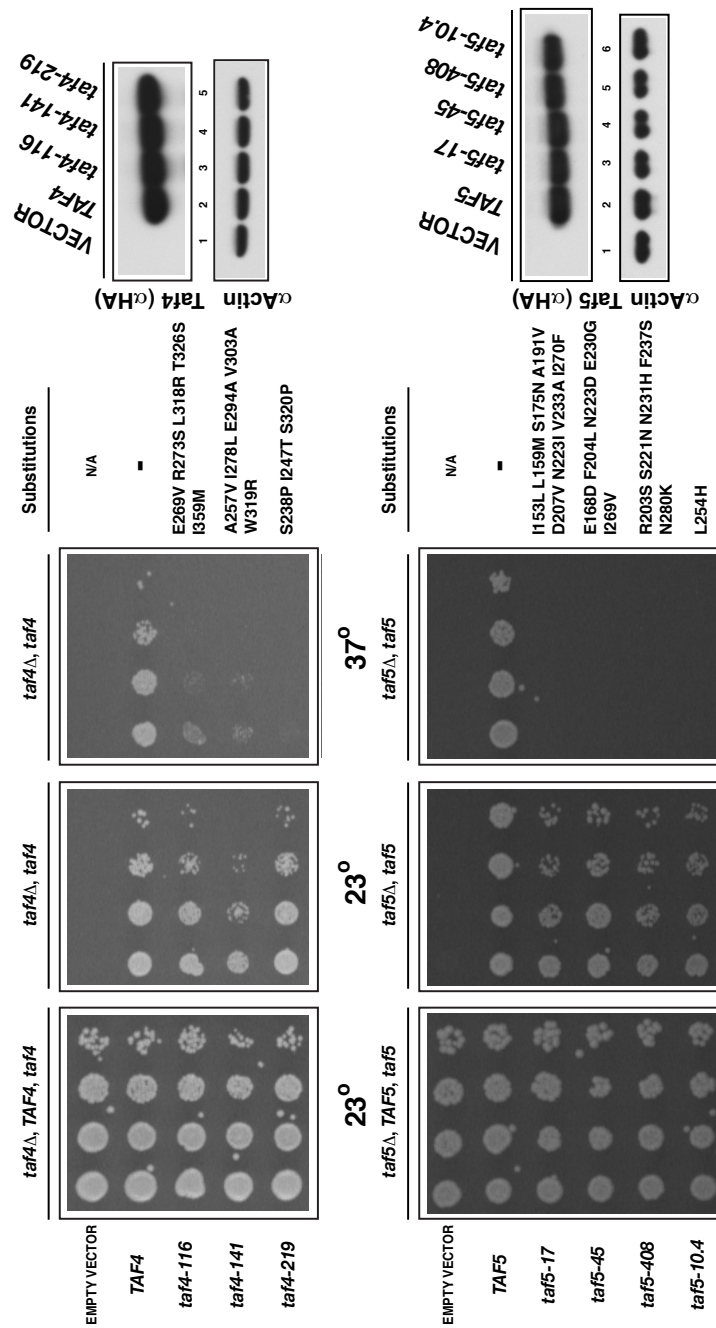 taf4Δ, TAF4, taf4
taf4Δ, taf4
taf4Δ, taf4
Substitutions
EMPTY VECTOR
N/A
TAF4
-
taf4-116
E269V R273S L318R T326S
I359M
taf4-141
A257V I278L E294A V303A
W319R
taf4-219
S238P I247T S320P
23°
23°
37°
VECTOR
TAF4
taf4-116
taf4-141
taf4-219
Taf4 (αHA)
1 2 3 4 5
αActin
taf5Δ, TAF5, taf5
taf5Δ, taf5
taf5Δ, taf5
Substitutions
EMPTY VECTOR
N/A
TAF5
-
taf5-17
I153L L159M S175N A191V
D207V N223I V233A I270F
taf5-45
E168D F204L N223D E230G
I269V
taf5-408
R203S S221N N231H F237S
N280K
taf5-10.4
L254H
VECTOR
TAF5
taf5-17
taf5-45
taf5-408
taf5-10.4
Taf5 (αHA)
1 2 3 4 5 6
αActin